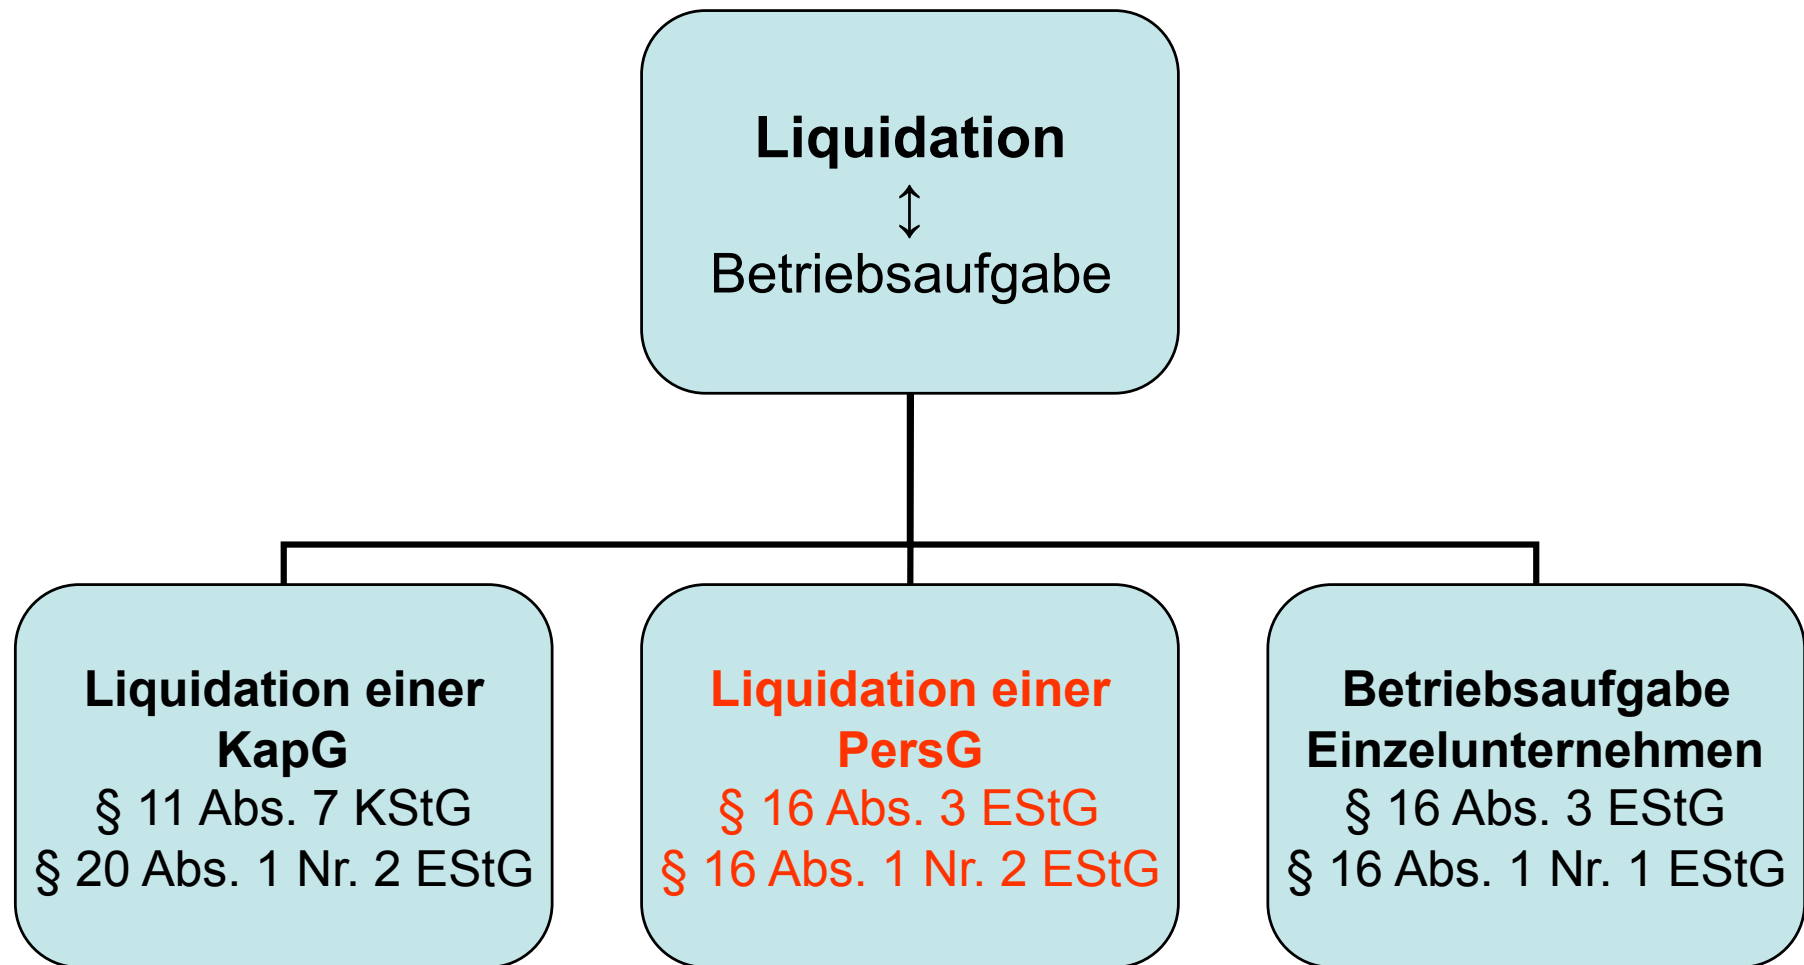 Liquidation
↕
Betriebsaufgabe
Liquidation einer
KapG
§ 11 Abs. 7 KStG
§ 20 Abs. 1 Nr. 2 EStG
Liquidation einer
PersG
§ 16 Abs. 3 EStG
§ 16 Abs. 1 Nr. 2 EStG
Betriebsaufgabe
Einzelunternehmen
§ 16 Abs. 3 EStG
§ 16 Abs. 1 Nr. 1 EStG